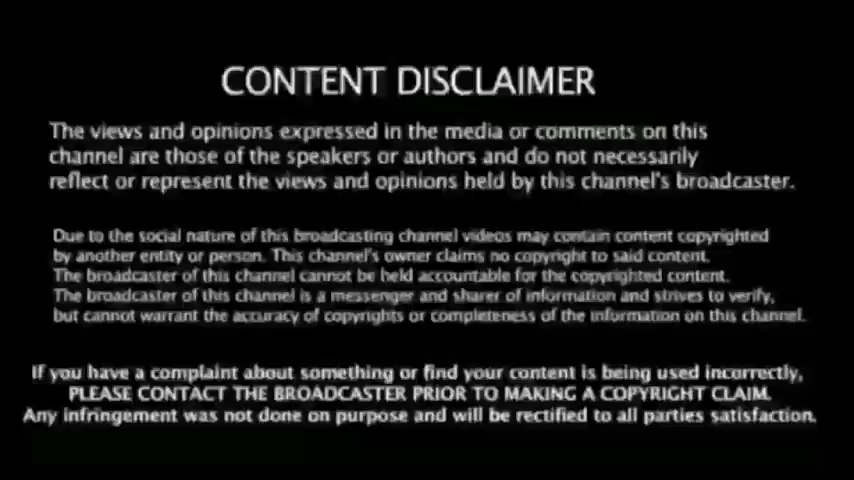 CONTENT DISCLAIMER
The views and opinions expressed in the media or comments on this
channel are those of the speakers or authors and do not necessarily
reflect or represent the views and opinions held by this channel's broadcaster.
Due to the social nature of this broadcasting channel videos may contain content copyrighted
by another entity or person. This channel's owner claims no copyright to said content.
The broadcaster of this channel cannot be held accountable for the copyrighted content.
The broadcaster of this channel is a messenger and sharer of information and strives to verify,
but cannot warrant the accuracy of copyrights or completeness of the information on this channel.
If you have a complaint about something or find your content is being used incorrectly,
PLEASE CONTACT THE BROADCASTER PRIOR TO MAKING A COPYRIGHT CLAIM.
Any infringement was not done on purpose and will be rectified to all parties satisfaction.